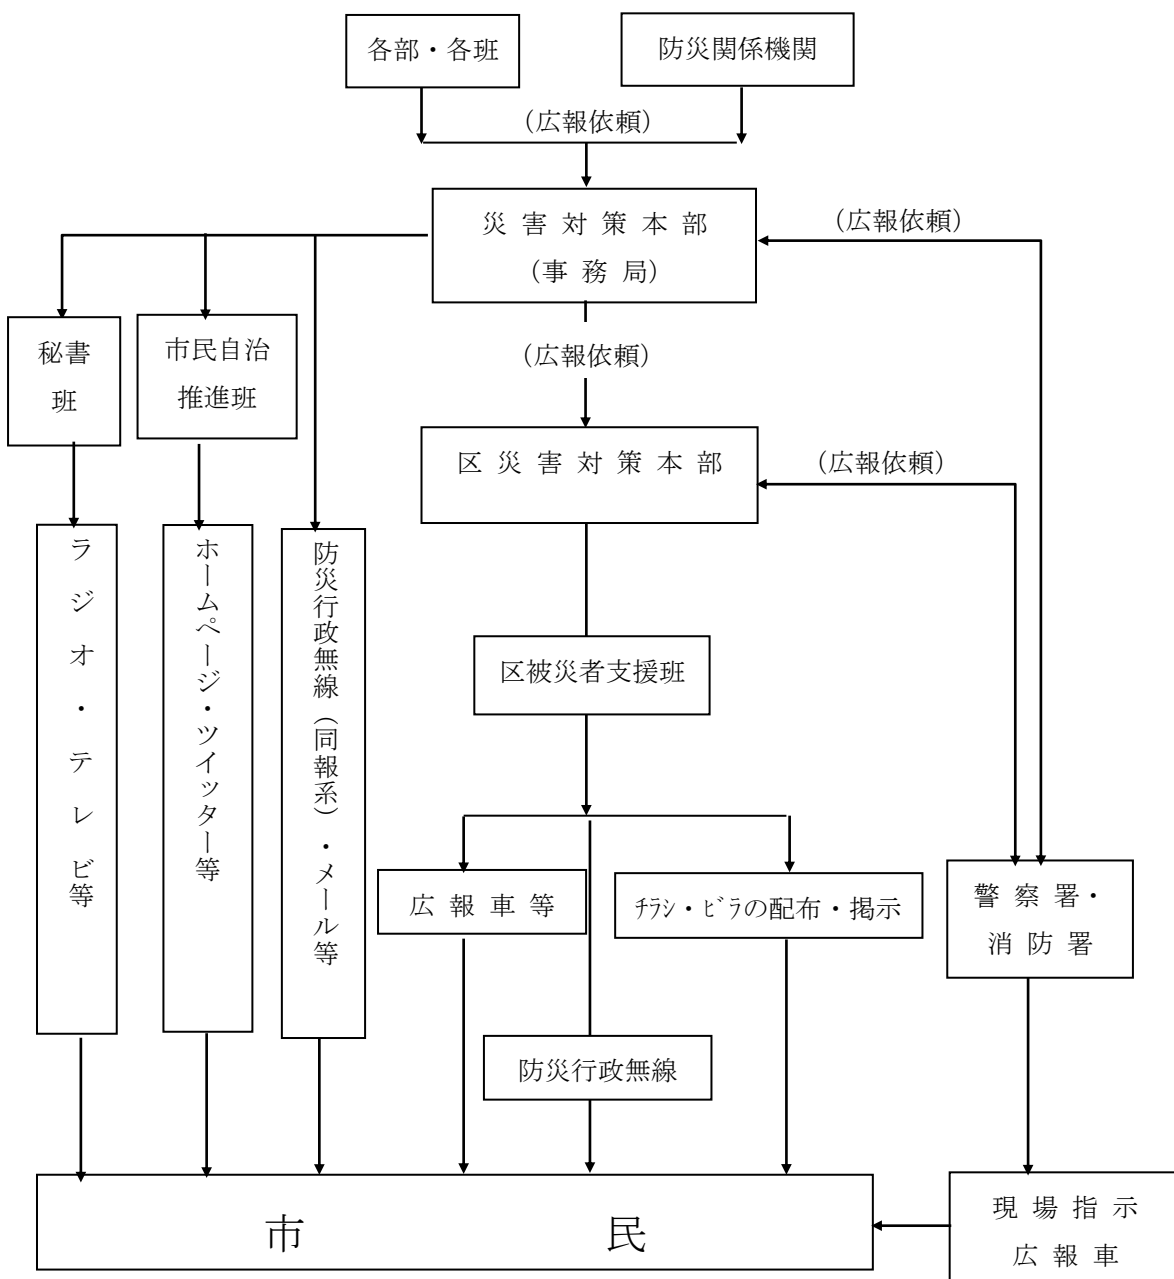 各部・各班
防災関係機関
(広報依頼)
災害対策本部
(事務局)
(広報依頼)
秘書
班
市民自治
推進班
(広報依頼)
区災害対策本部
(広報依頼)
ラジオ・テレビ等
ホームページ・ツイッター等
防災行政無線(同報系)・メール等
区被災者支援班
広報車等
ﾁﾗｼ・ﾋﾞﾗの配布・掲示
警察署・
消防署
防災行政無線
市民
現場指示
広報車